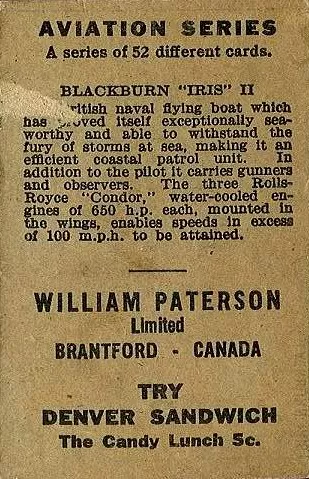 AVIATION SERIES
A series of 52 different cards.
BLACKBURN "IRIS" II
British naval flying boat which
has proved itself exceptionally sea-
worthy and able to withstand the
fury of storms at sea, making it an
efficient coastal patrol unit. In
addition to the pilot it carries gunners
and observers. The three Rolls-
Royce "Condor," water-cooled en-
gines of 650 h.p. each, mounted in
the wings, enables speeds in excess
of 100 m.p.h. to be attained.
WILLIAM PATERSON
Limited
BRANTFORD - CANADA
TRY
DENVER SANDWICH
The Candy Lunch 5c.